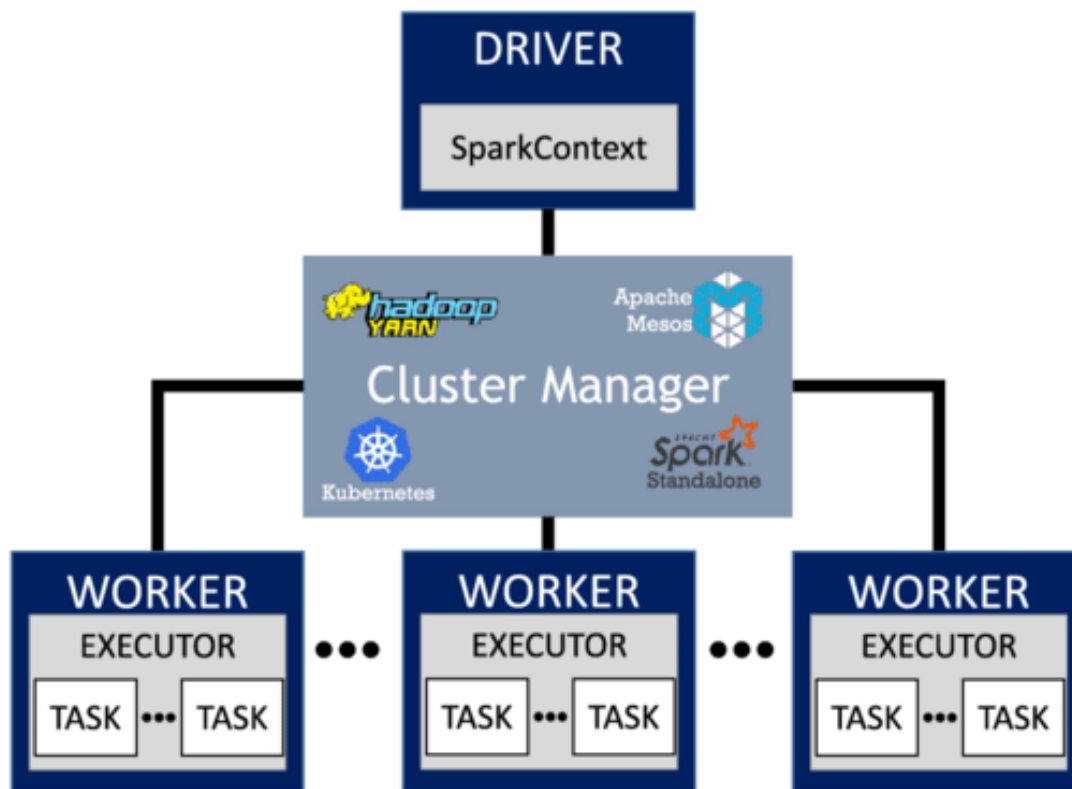 DRIVER
SparkContext
hadoop
YARN
Apache
Mesos
Cluster Manager
Kubernetes
APACHE
Spark
Standalone
WORKER
EXECUTOR
TASK ••• TASK
•••
WORKER
EXECUTOR
TASK ••• TASK
•••
WORKER
EXECUTOR
TASK ••• TASK